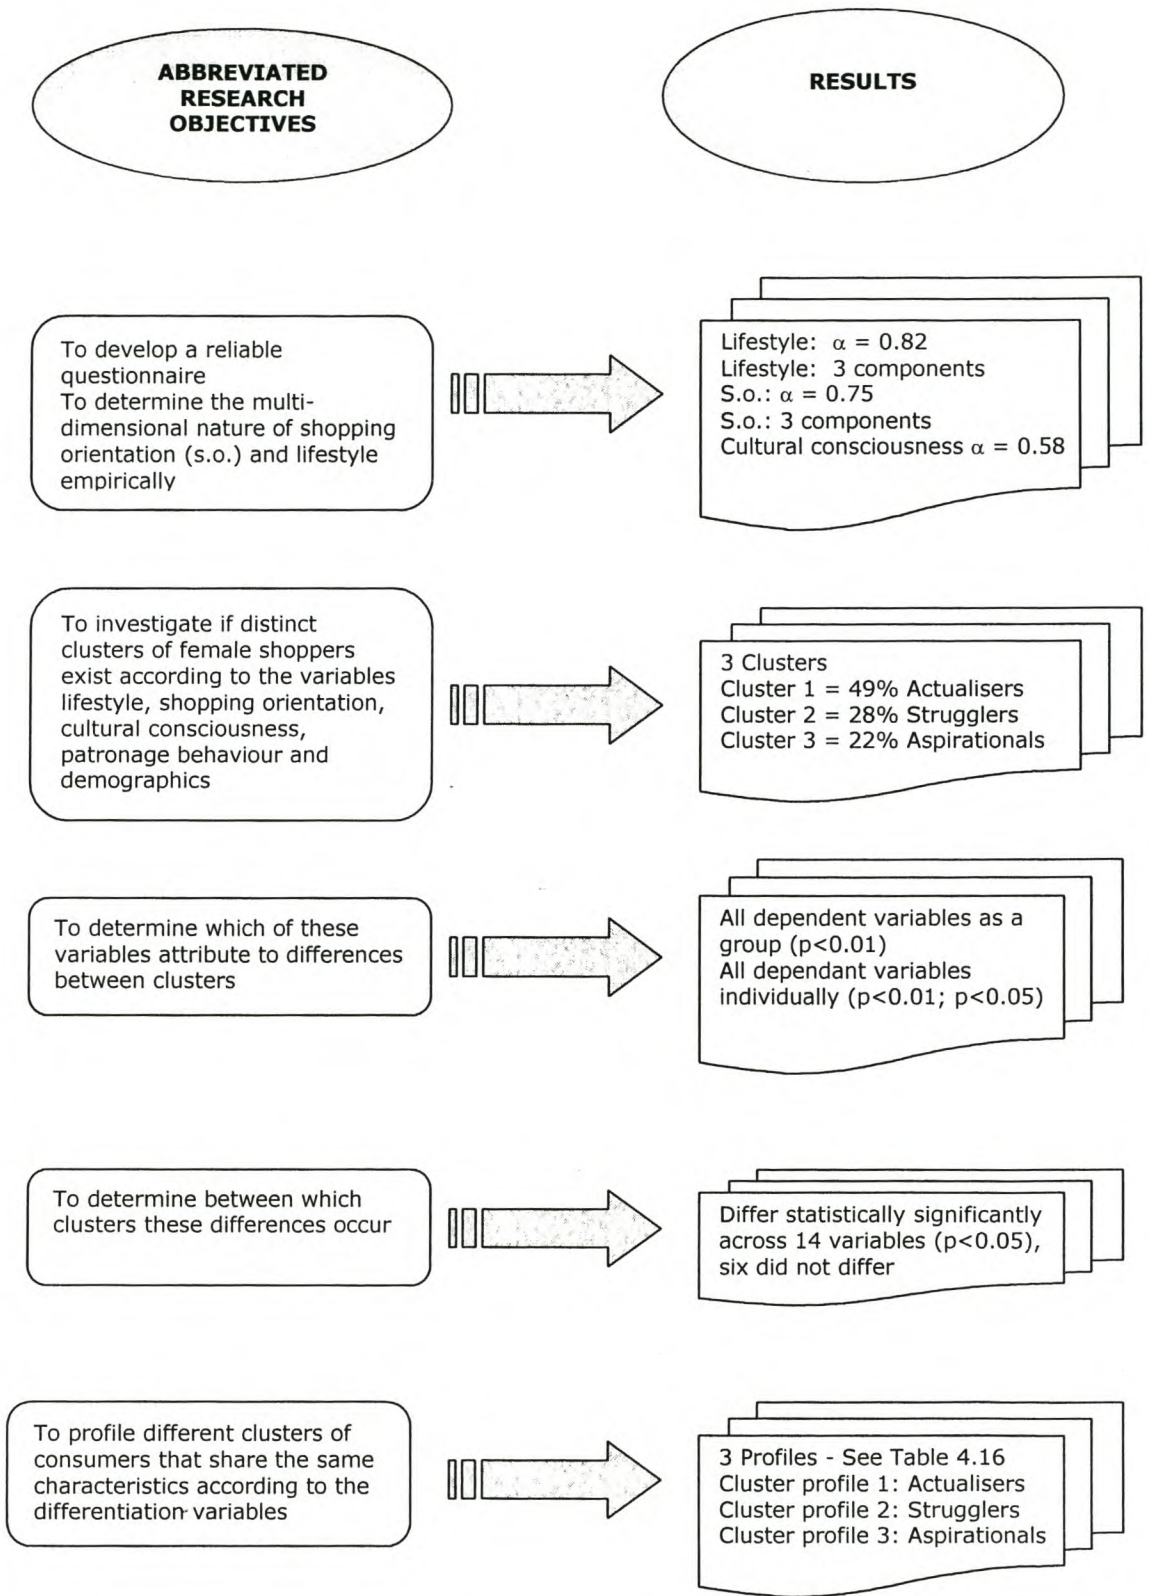 ABBREVIATED
RESEARCH
OBJECTIVES
RESULTS
To develop a reliable
questionnaire
To determine the multi-
dimensional nature of shopping
orientation (s.o.) and lifestyle
empirically
Lifestyle: α = 0.82
Lifestyle: 3 components
S.o.: α = 0.75
S.o.: 3 components
Cultural consciousness α = 0.58
To investigate if distinct
clusters of female shoppers
exist according to the variables
lifestyle, shopping orientation,
cultural consciousness,
patronage behaviour and
demographics
3 Clusters
Cluster 1 = 49% Actualisers
Cluster 2 = 28% Strugglers
Cluster 3 = 22% Aspirationals
To determine which of these
variables attribute to differences
between clusters
All dependent variables as a
group (p<0.01)
All dependant variables
individually (p<0.01; p<0.05)
To determine between which
clusters these differences occur
Differ statistically significantly
across 14 variables (p<0.05),
six did not differ
To profile different clusters of
consumers that share the same
characteristics according to the
differentiation variables
3 Profiles - See Table 4.16
Cluster profile 1: Actualisers
Cluster profile 2: Strugglers
Cluster profile 3: Aspirationals